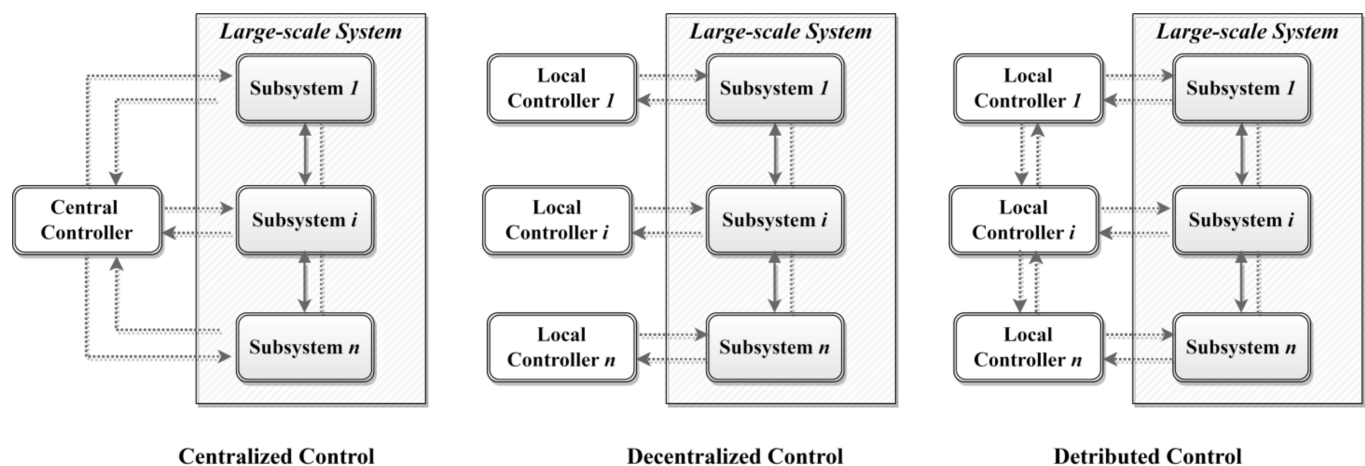 Large-scale System
Subsystem 1
Central
Controller
Subsystem i
Subsystem n
Centralized Control
Large-scale System
Local
Controller 1
Subsystem 1
Local
Controller i
Subsystem i
Local
Controller n
Subsystem n
Decentralized Control
Large-scale System
Local
Controller 1
Subsystem 1
Local
Controller i
Subsystem i
Local
Controller n
Subsystem n
Detributed Control